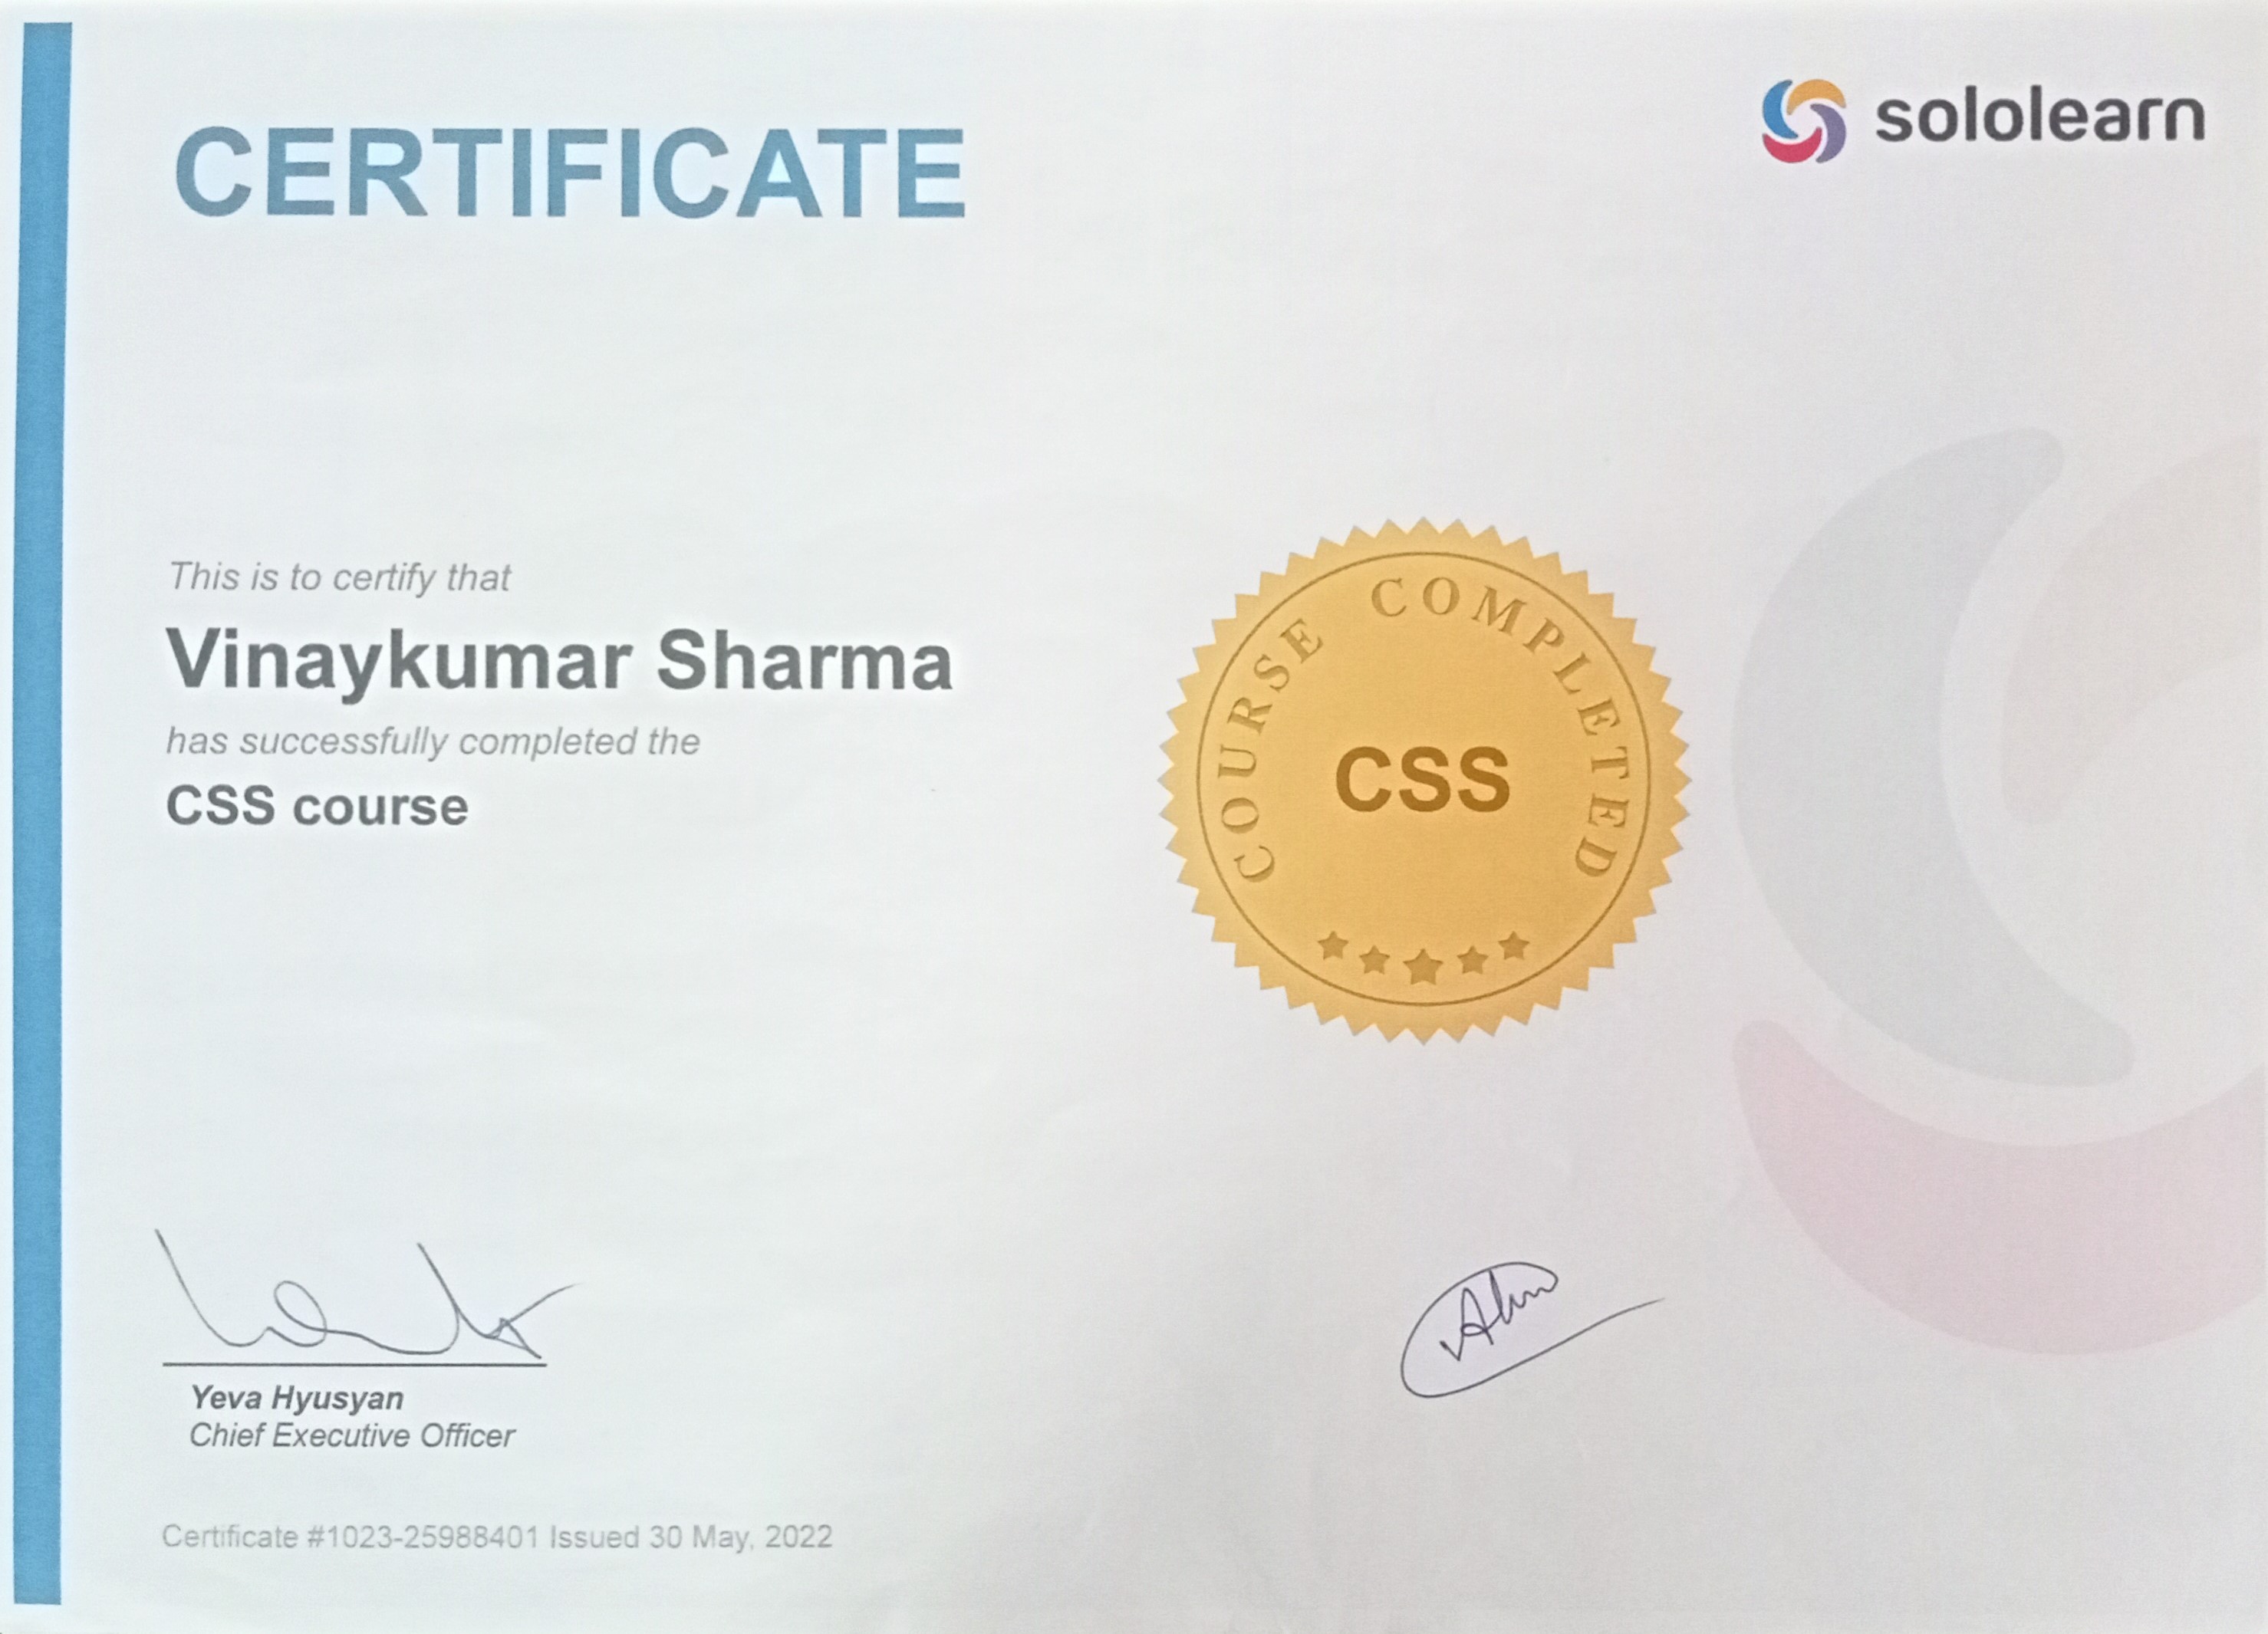 CERTIFICATE
sololearn
This is to certify that
Vinaykumar Sharma
has successfully completed the
CSS course
COURSE COMPLETED
CSS
Yeva Hyusyan
Chief Executive Officer
Certificate #1023-25988401 Issued 30 May, 2022